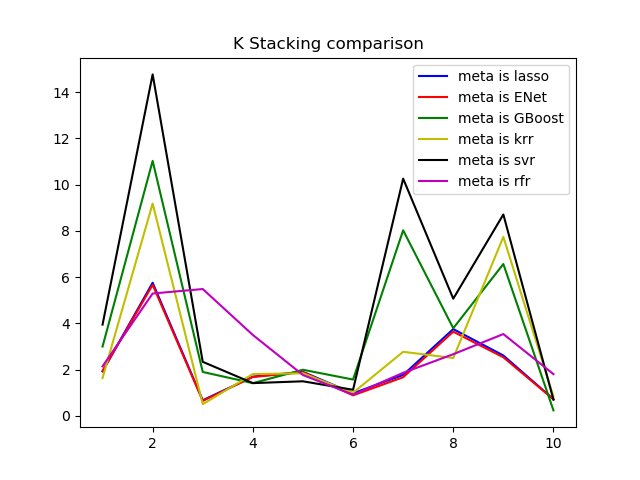 K Stacking comparison
meta is lasso
meta is ENet
meta is GBoost
meta is krr
meta is svr
meta is rfr
14
12
10
8
6
4
2
0
2 4 6 8 10